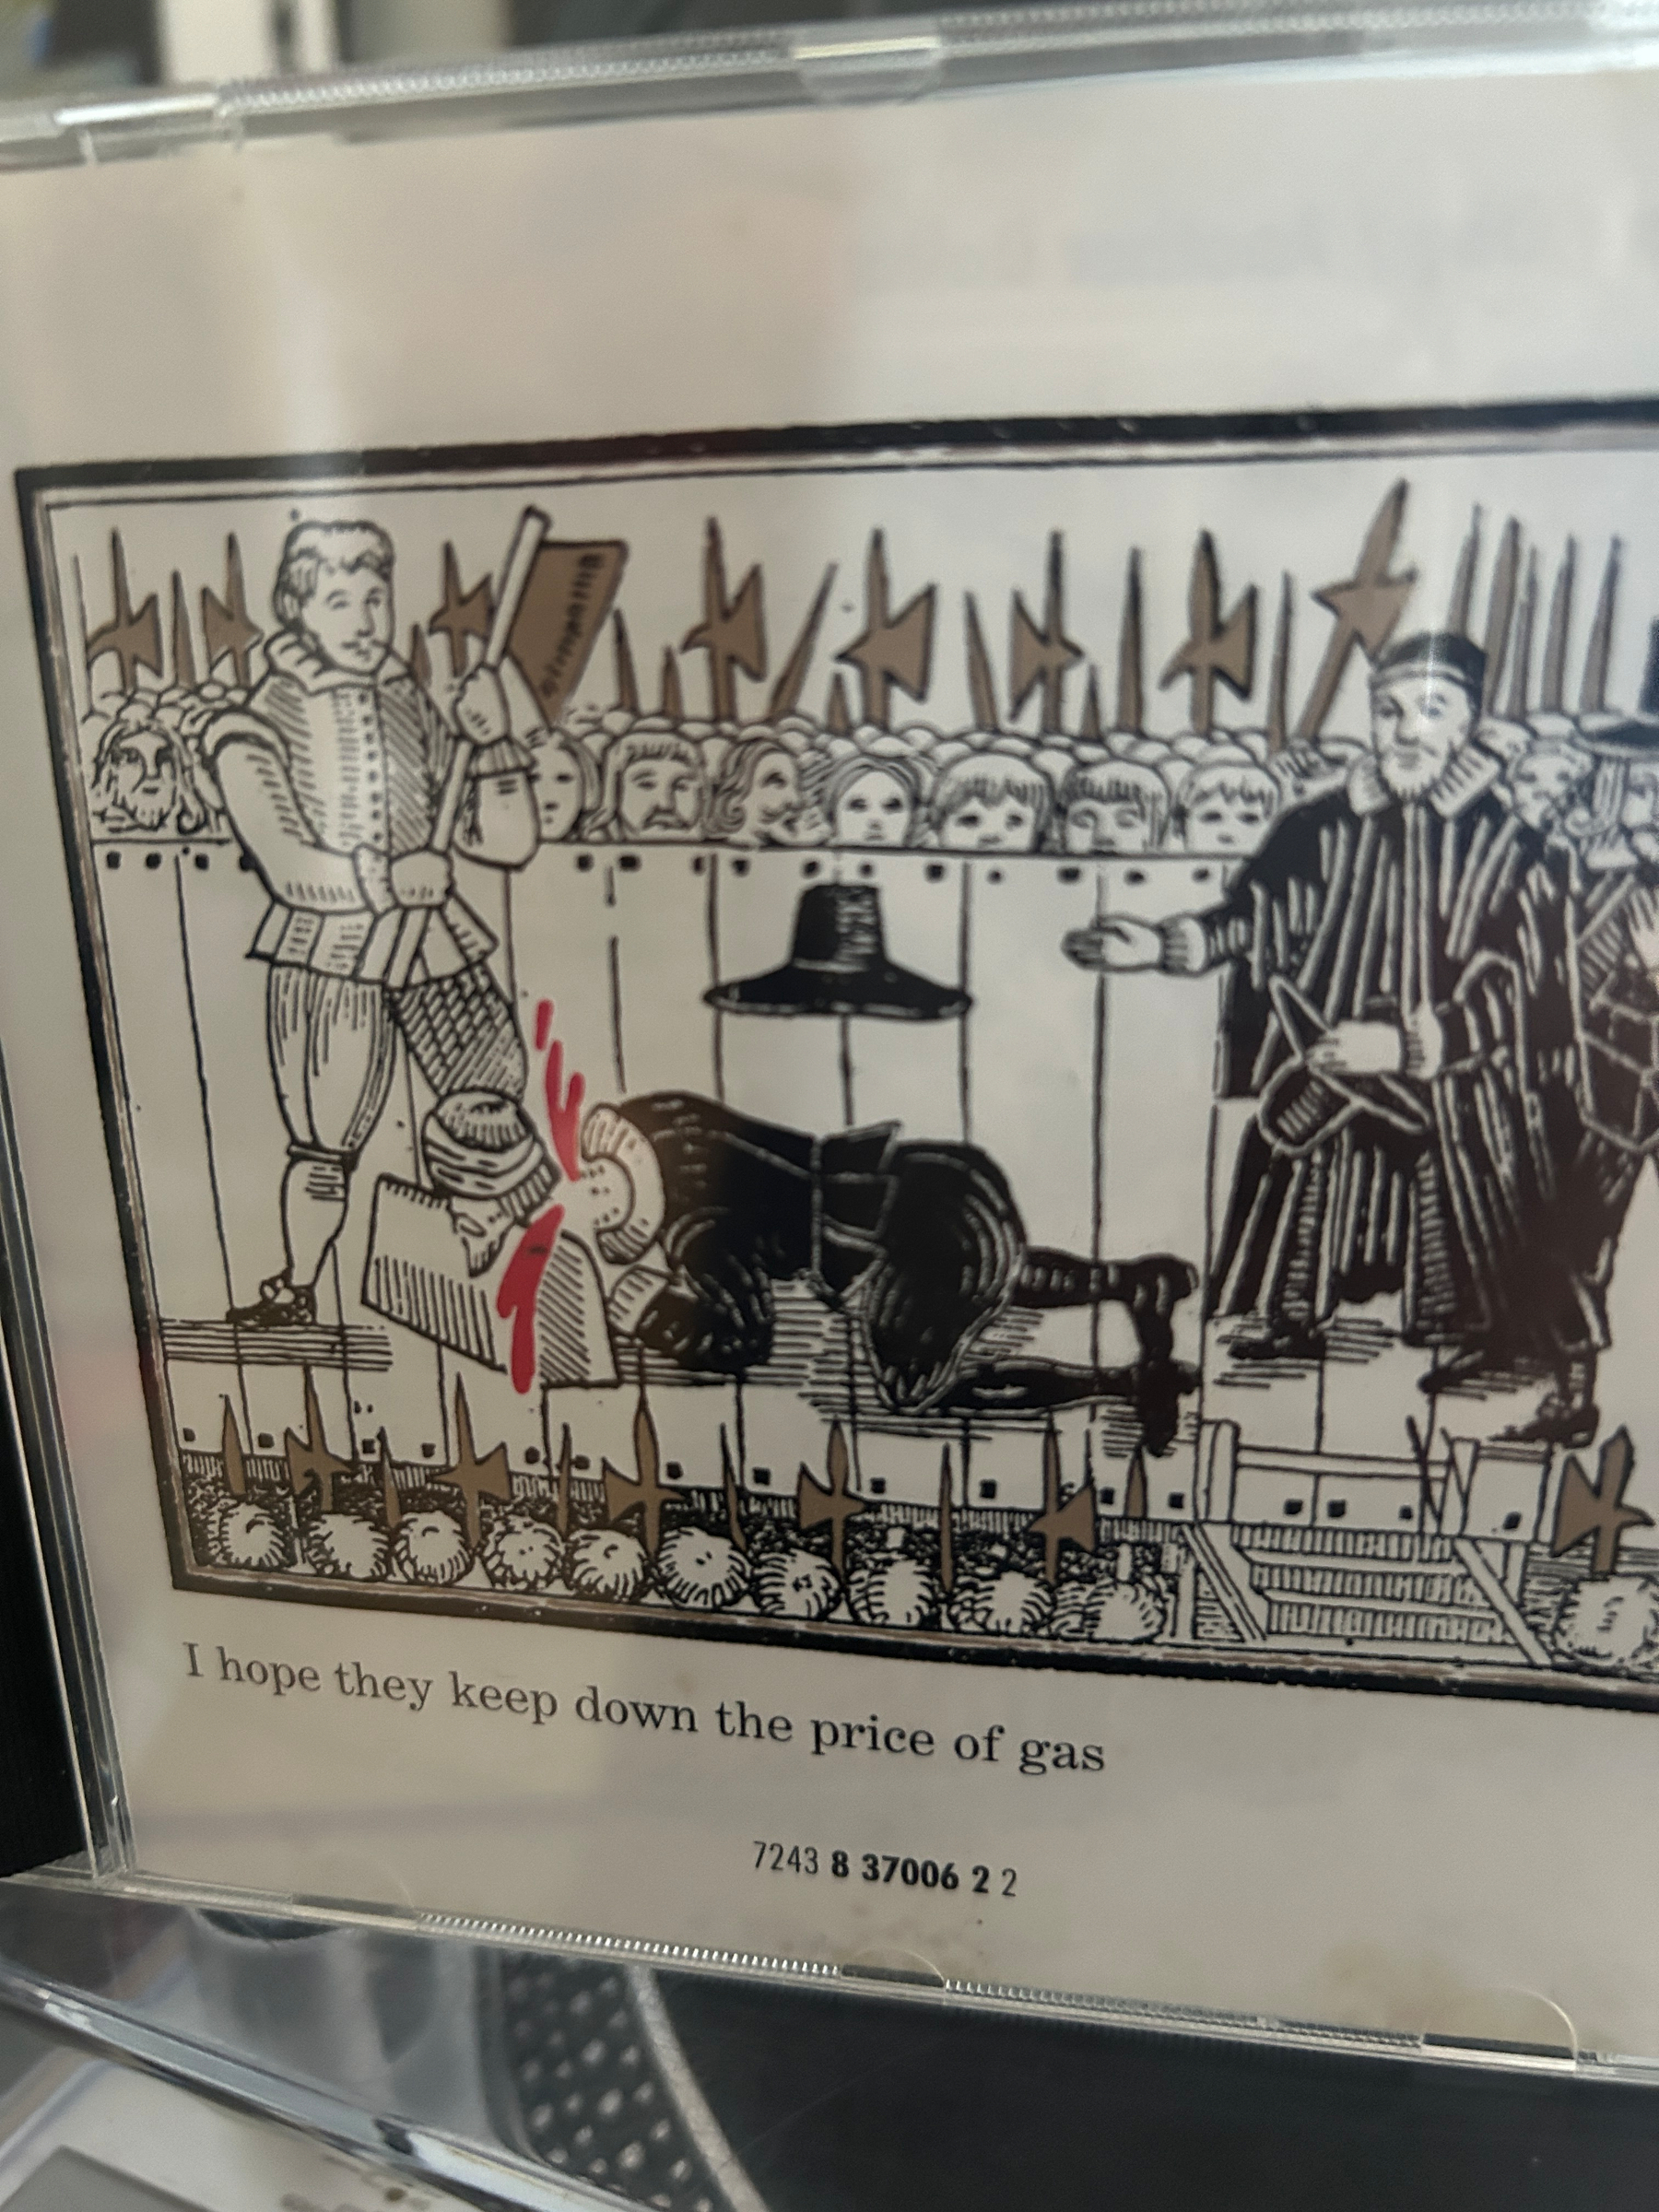 I hope they keep down the price of gas
7243 8 37006 2 2